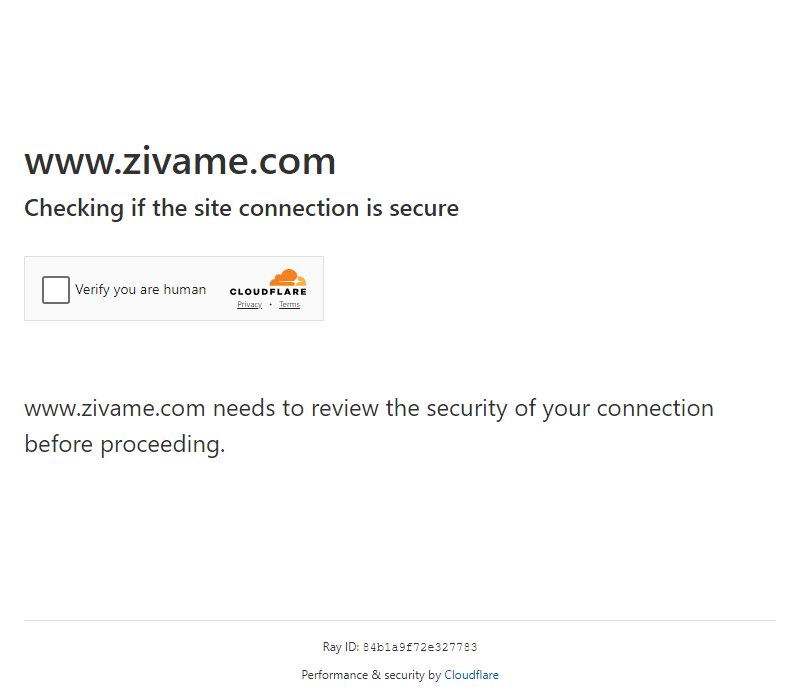 www.zivame.com
Checking if the site connection is secure
Verify you are human
CLOUDFLARE
Privacy • Terms
www.zivame.com needs to review the security of your connection
before proceeding.
Ray ID: 84b1a9f72e327783
Performance & security by Cloudflare